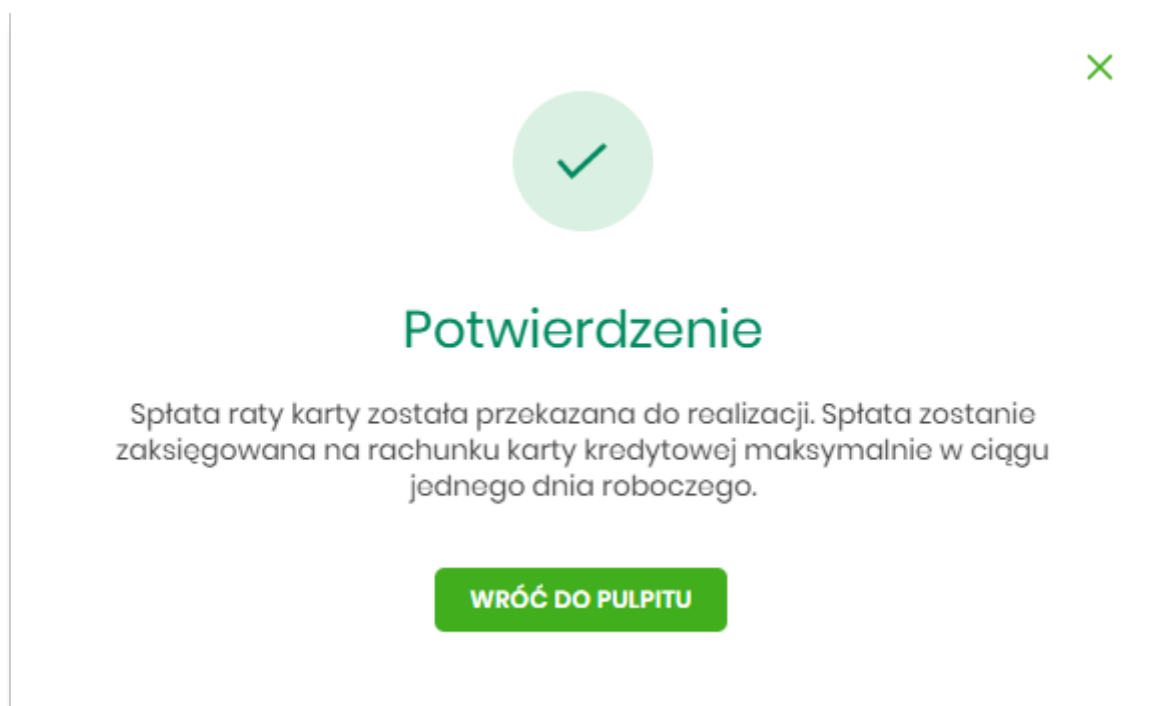 Potwierdzenie
Spłata raty karty została przekazana do realizacji. Spłata zostanie
zaksięgowana na rachunku karty kredytowej maksymalnie w ciągu
jednego dnia roboczego.
WRÓĆ DO PULPITU